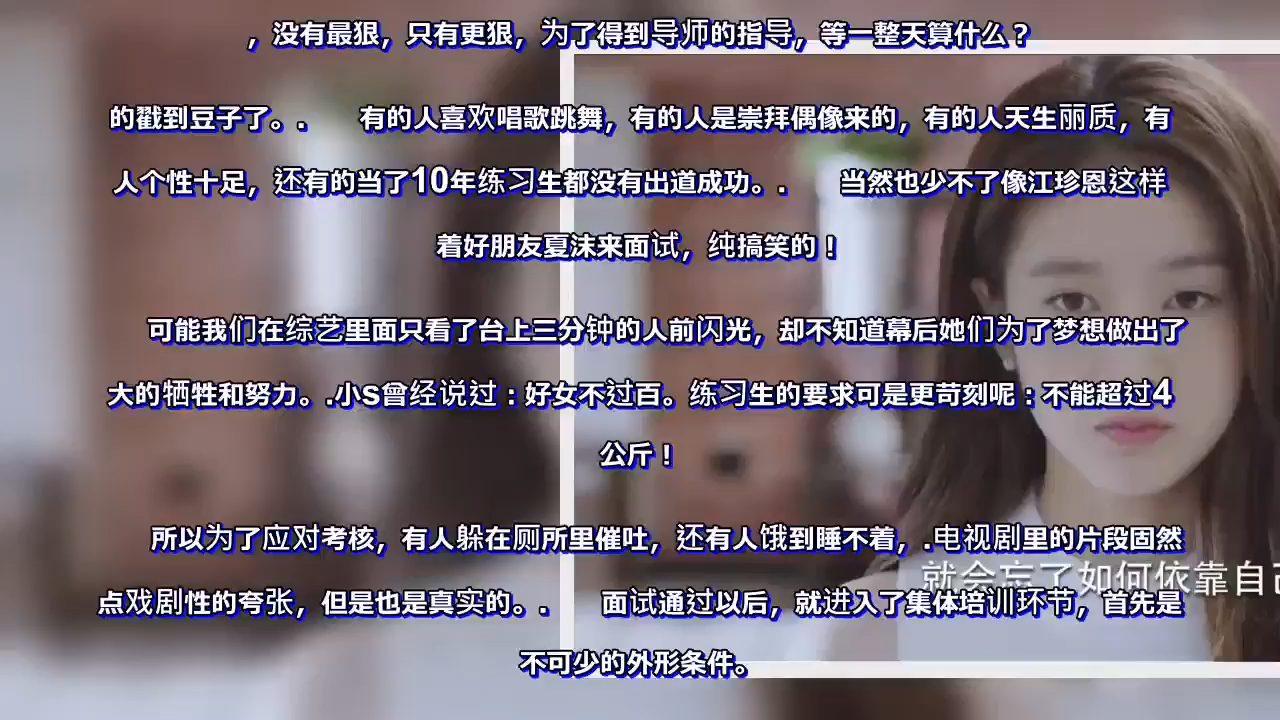 ，没有最狠，只有更狠，为了得到导师的指导，等一整天算什么？
的戳到豆子了。. 有的人喜欢唱歌跳舞，有的人是崇拜偶像来的，有的人天生丽质，有
人个性十足，还有的当了10年练习生都没有出道成功。. 当然也少不了像江珍恩这样
着好朋友夏沫来面试，纯搞笑的！
可能我们在综艺里面只看了台上三分钟的人前闪光，却不知道幕后她们为了梦想做出了
大的牺牲和努力。.小s曾经说过：好女不过百。练习生的要求可是更苛刻呢：不能超过4
公斤！
所以为了应对考核，有人躲在厕所里催吐，还有人饿到睡不着，.电视剧里的片段固然
点戏剧性的夸张，但是也是真实的。. 面试通过以后，就进入了集体培训环节，首先是
就会忘了如何依靠自己
不可少的外形条件。